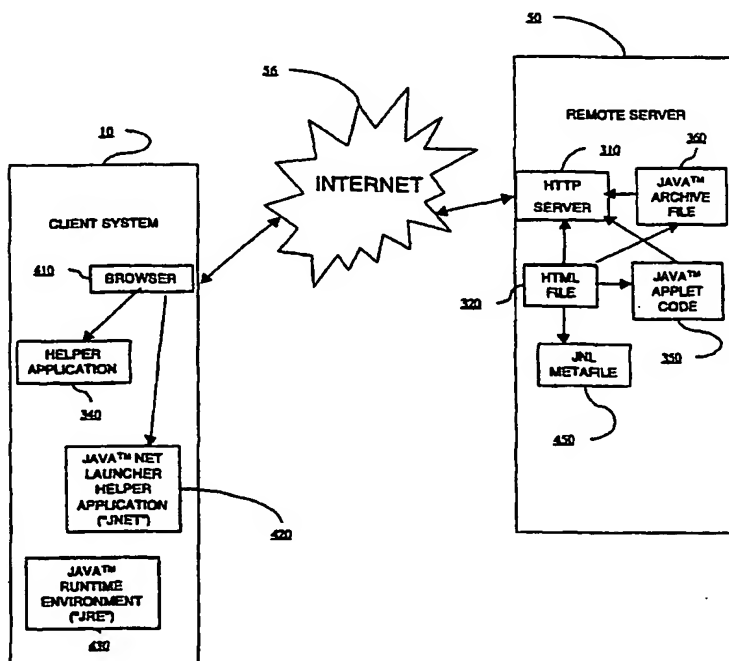 50
56
REMOTE SERVER
10
310
360
INTERNET
HTTP
SERVER
JAVA™
ARCHIVE
FILE
CLIENT SYSTEM
410
BROWSER
320
HTML
FILE
JAVA™
APPLET
CODE
HELPER
APPLICATION
JNL
METAFILE
350
340
450
JAVA™ NET
LAUNCHER
HELPER
APPLICATION
("JNET")
420
JAVA™
RUNTIME
ENVIRONMENT
("JRE")
430